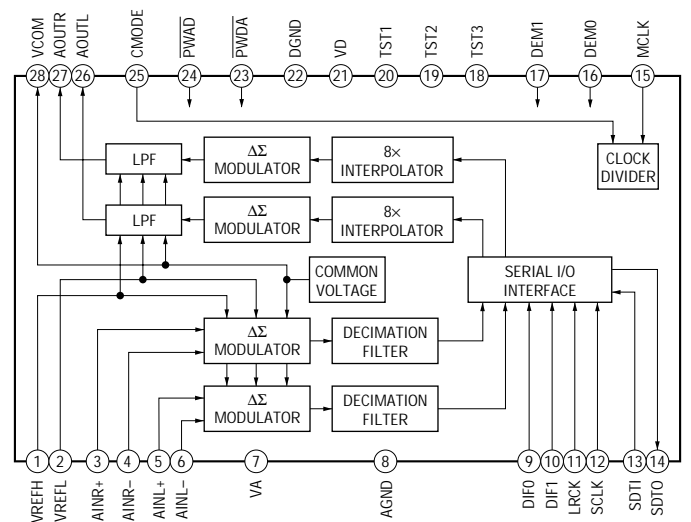 VCOM
AOUTR
AOUTL
CMODE
PWAD
PWDA
DGND
VD
TST1
TST2
TST3
DEM1
DEM0
MCLK
28
27
26
25
24
23
22
21
20
19
18
17
16
15
LPF
ΔΣ
MODULATOR
8×
INTERPOLATOR
CLOCK
DIVIDER
LPF
ΔΣ
MODULATOR
8×
INTERPOLATOR
COMMON
VOLTAGE
SERIAL I/O
INTERFACE
ΔΣ
MODULATOR
DECIMATION
FILTER
ΔΣ
MODULATOR
DECIMATION
FILTER
1
2
3
4
5
6
7
8
9
10
11
12
13
14
VREFH
VREFL
AINR+
AINR−
AINL+
AINL−
VA
AGND
DIF0
DIF1
LRCK
SCLK
SDTI
SDTO